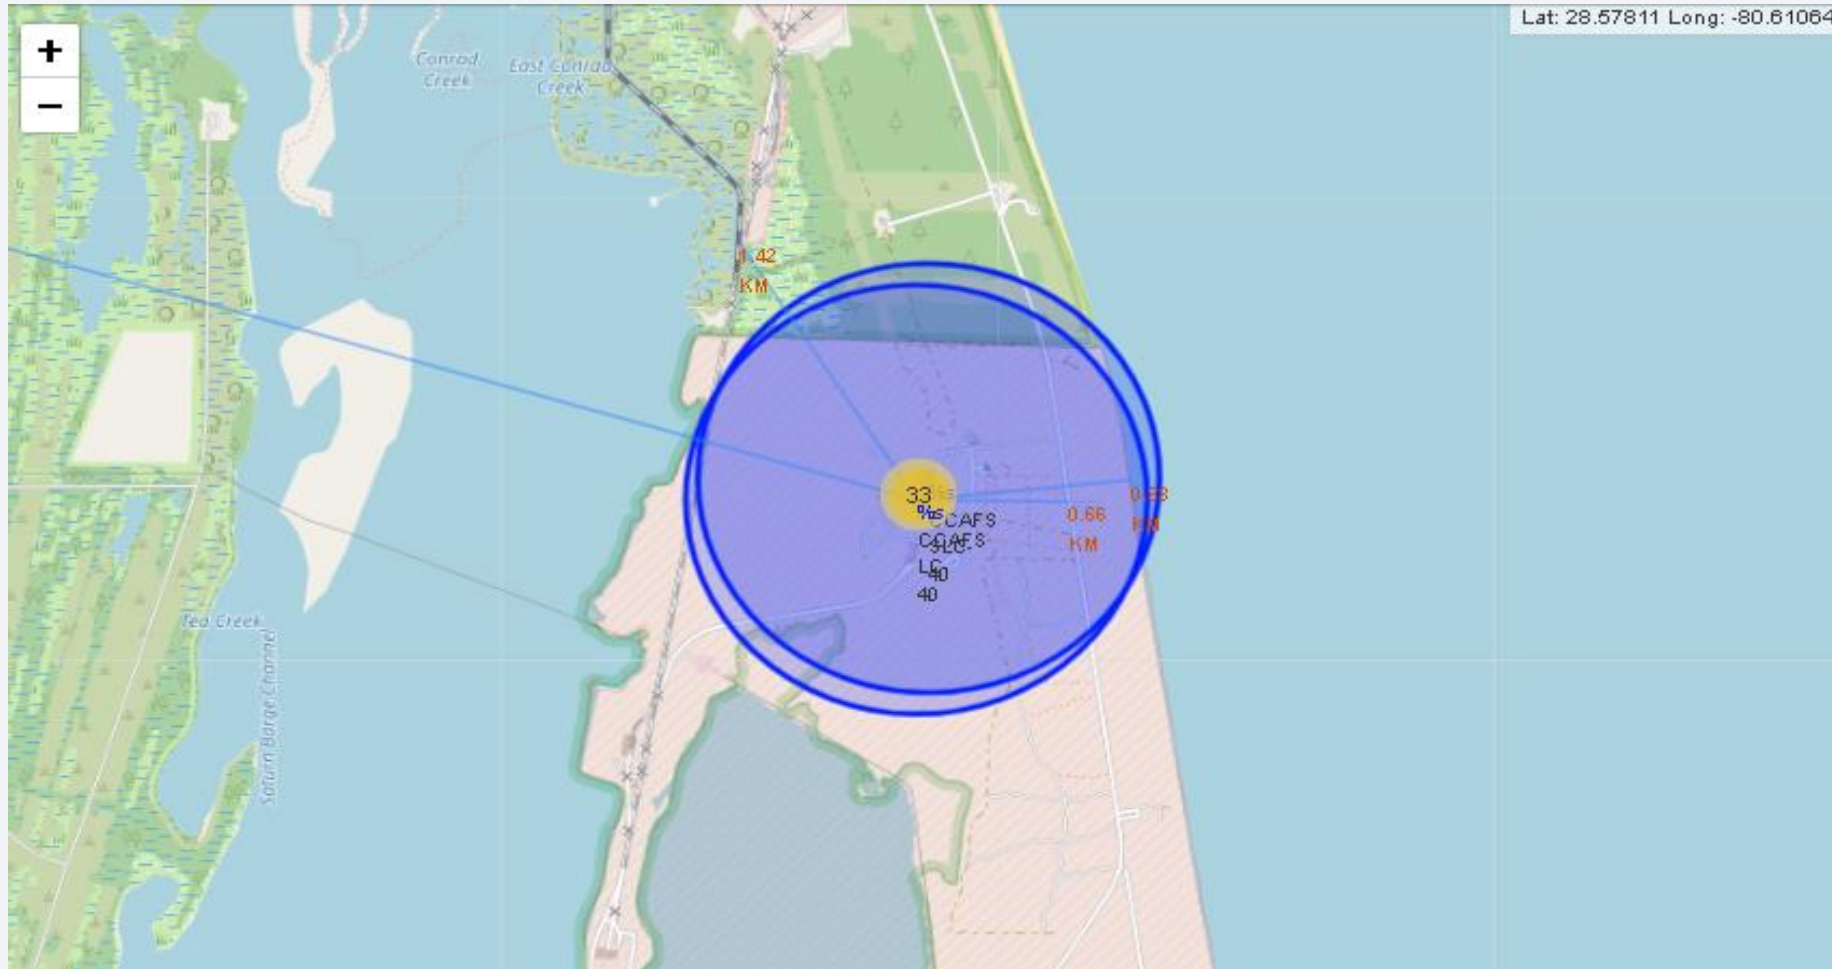 +
Lat: 28.57811 Long: -80.61064
−
Conrad
Creek
East Conrad
Creek
1.42
KM
33
CCAFS
SLC-
40
CCAFS
LC-
40
0.66
KM
KM
Ted Creek
Saturn Barge Channel